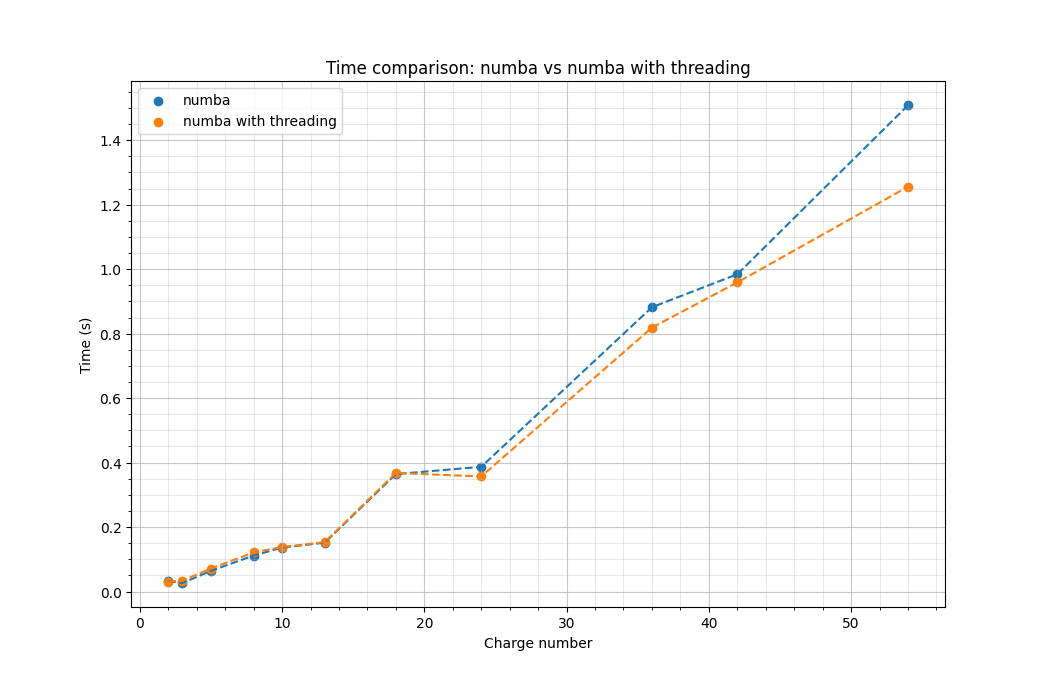 Time comparison: numba vs numba with threading
numba
numba with threading
1.4
1.2
1.0
0.8
0.6
0.4
0.2
0.0
Time (s)
0 10 20 30 40 50
Charge number